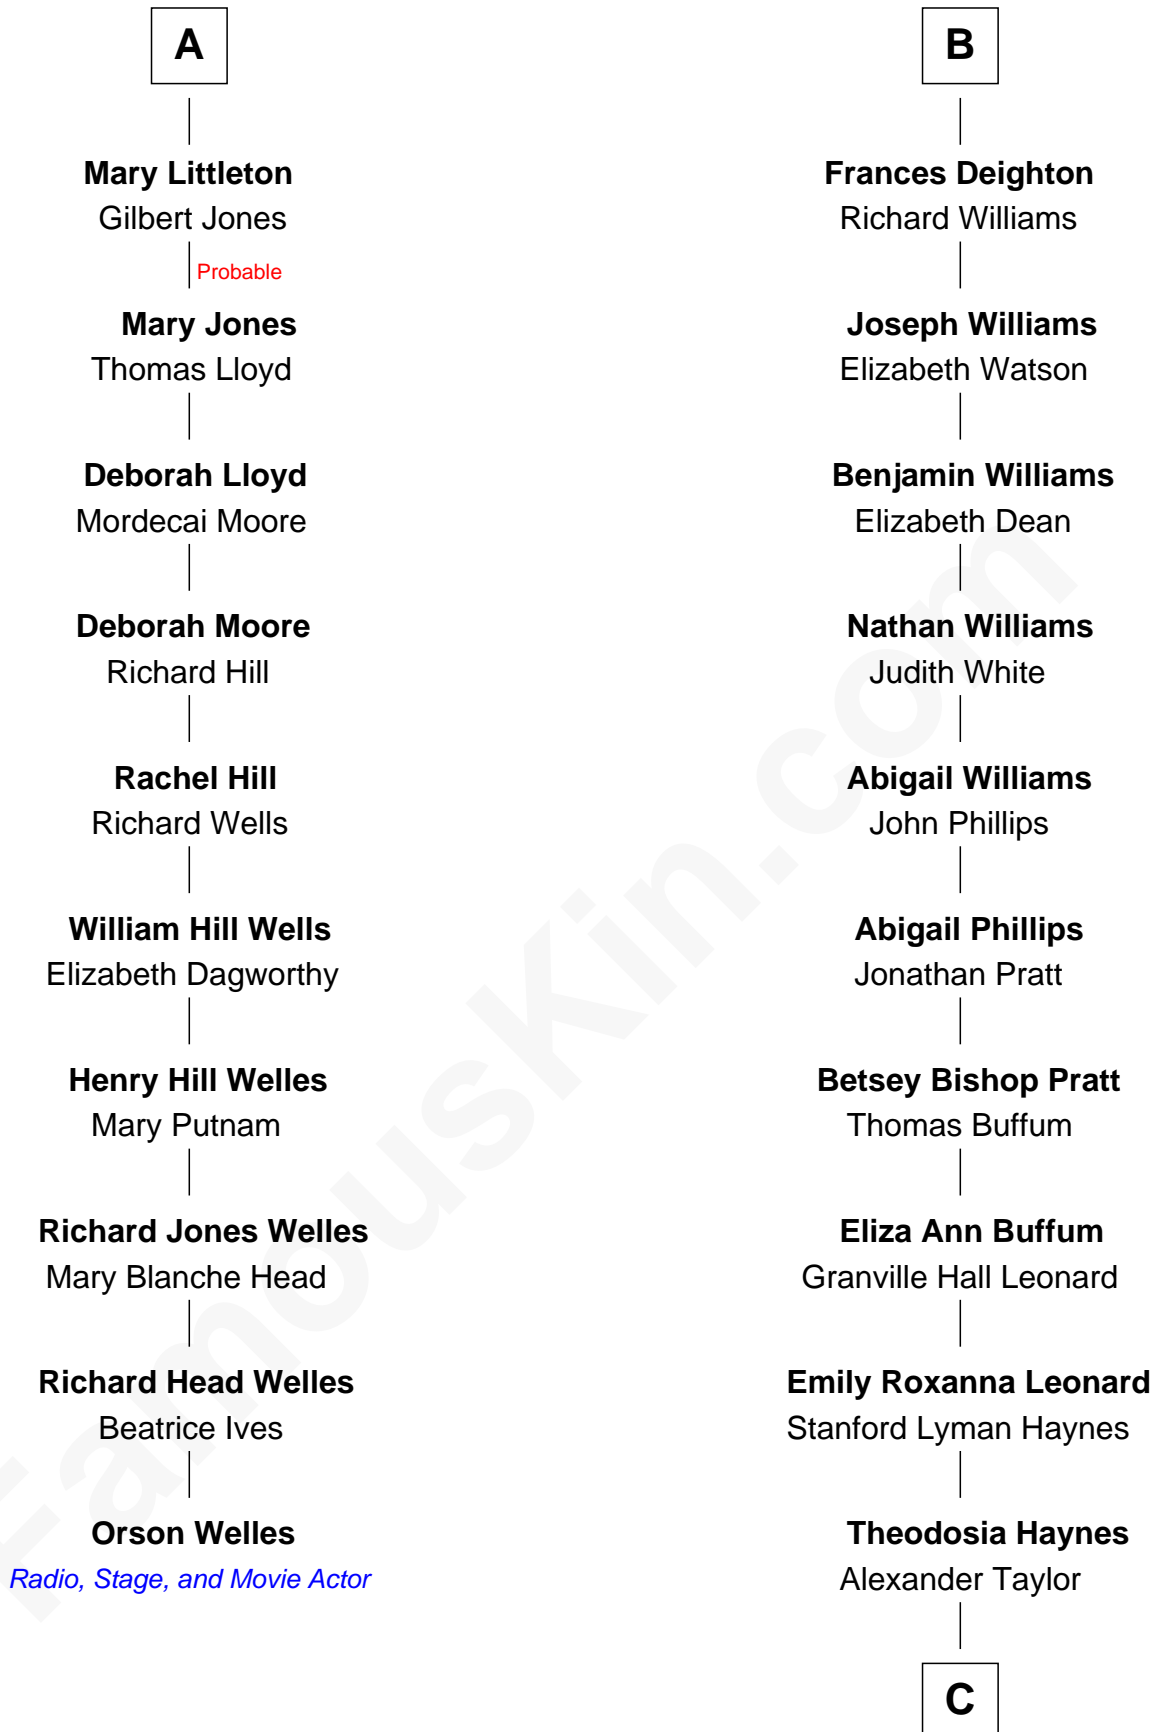 A
Mary Littleton
Gilbert Jones
Probable
Mary Jones
Thomas Lloyd
Deborah Lloyd
Mordecai Moore
Deborah Moore
Richard Hill
Rachel Hill
Richard Wells
William Hill Wells
Elizabeth Dagworthy
Henry Hill Welles
Mary Putnam
Richard Jones Welles
Mary Blanche Head
Richard Head Welles
Beatrice Ives
Orson Welles
Radio, Stage, and Movie Actor
B
Frances Deighton
Richard Williams
Joseph Williams
Elizabeth Watson
Benjamin Williams
Elizabeth Dean
Nathan Williams
Judith White
Abigail Williams
John Phillips
Abigail Phillips
Jonathan Pratt
Betsey Bishop Pratt
Thomas Buffum
Eliza Ann Buffum
Granville Hall Leonard
Emily Roxanna Leonard
Stanford Lyman Haynes
Theodosia Haynes
Alexander Taylor
C
FamousKin.com